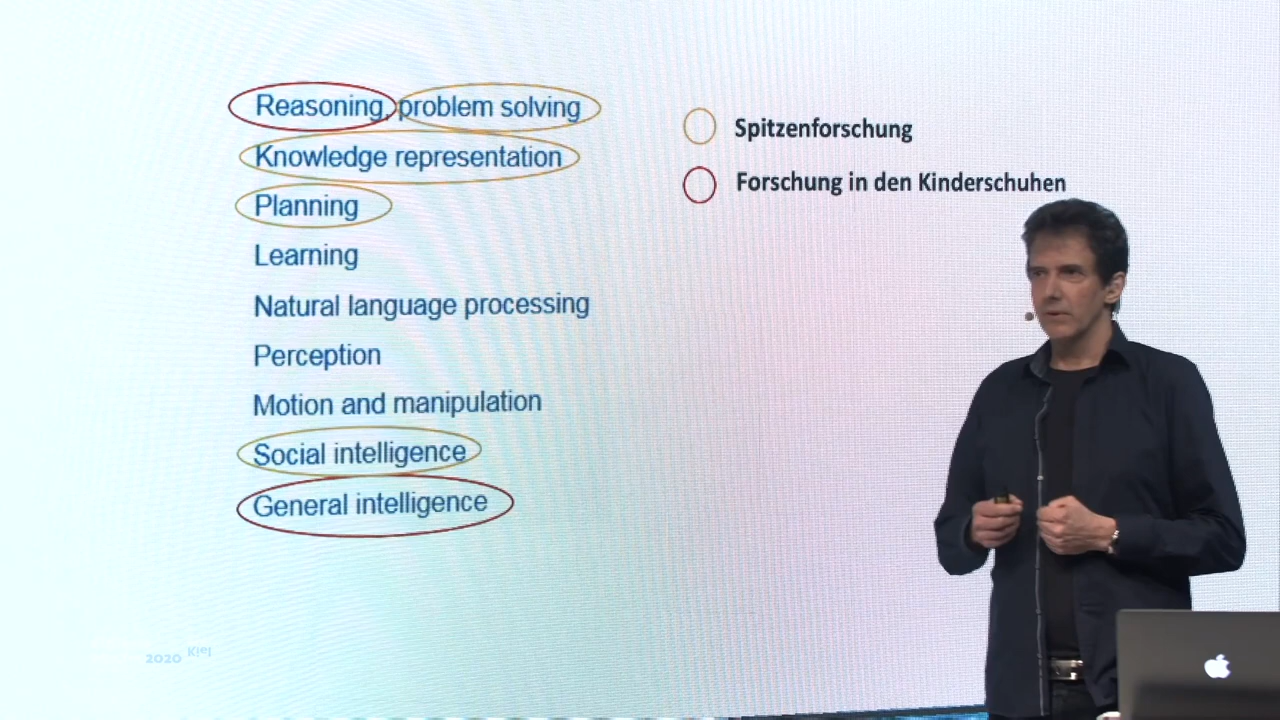 Reasoning, problem solving
Knowledge representation
Planning
Learning
Natural language processing
Perception
Motion and manipulation
Social intelligence
General intelligence
Spitzenforschung
Forschung in den Kinderschuhen
2020 Kiel